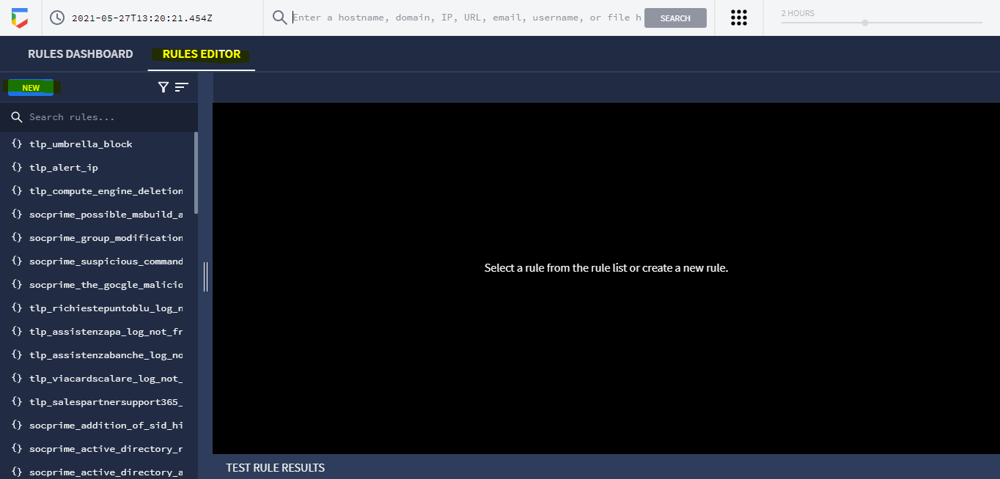 2021-05-27T13:20:21.454Z
Enter a hostname, domain, IP, URL, email, username, or file h
SEARCH
2 HOURS
RULES DASHBOARD
RULES EDITOR
NEW
Search rules...
{} tlp_umbrella_block
{} tlp_alert_ip
{} tlp_compute_engine_deletion
{} socprime_possible_msbuild_a
{} socprime_group_modification
{} socprime_suspicious_command
{} socprime_the_gocgle_malicio
{} tlp_richiestepuntoblu_log_n
{} tlp_assistenzapa_log_not_fr
{} tlp_assistenzabanche_log_no
{} tlp_viacardscalare_log_not_
{} tlp_salespartnersupport365_
{} socprime_addition_of_sid_hi
{} socprime_active_directory_r
{} socprime_active_directory_a
Select a rule from the rule list or create a new rule.
TEST RULE RESULTS